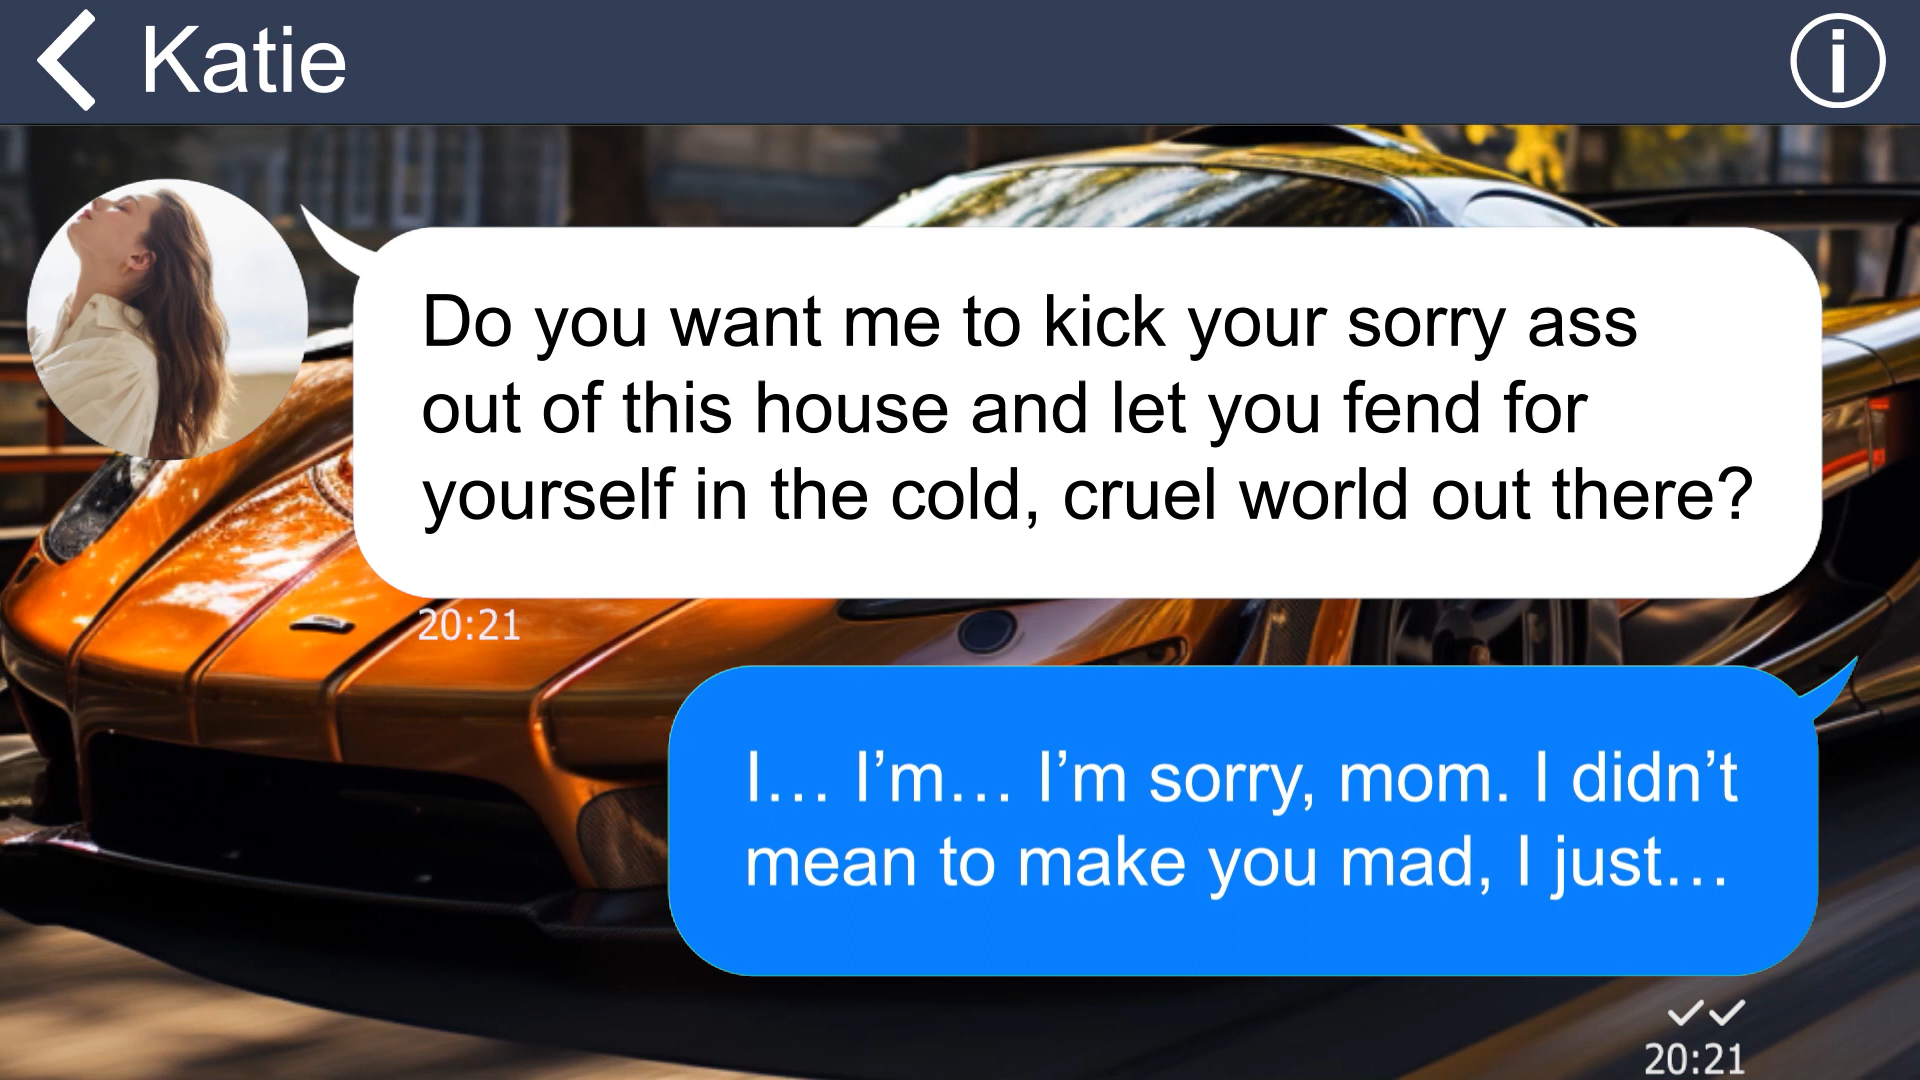 Katie
Do you want me to kick your sorry ass
out of this house and let you fend for
yourself in the cold, cruel world out there?
20:21
I… I’m… I’m sorry, mom. I didn’t
mean to make you mad, I just…
20:21